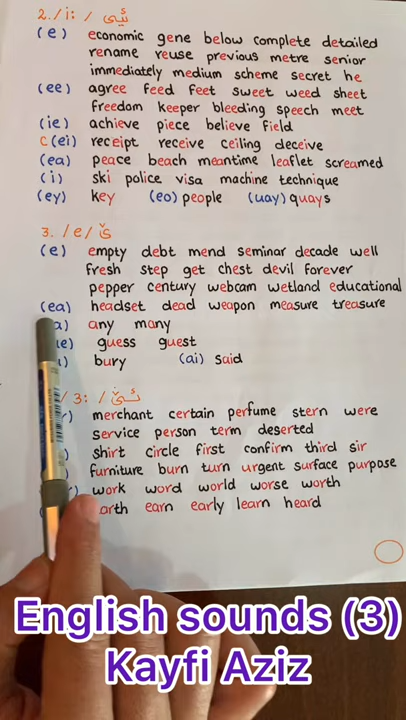 2. /i:/ ئیی
(e) economic gene below complete detailed
rename reuse previous metre senior
immediately medium scheme secret he
(ee) agree feed feet sweet weed sheet
freedom keeper bleeding speech meet
(ie) achieve piece believe field
c(ei) receipt receive ceiling deceive
(ea) peace beach meantime leaflet screamed
(i) ski police visa machine technique
(ey) key (eo) people (uay) quays
3. /e/ ێ
(e) empty debt mend seminar decade well
fresh step get chest devil forever
pepper century webcam wetland educational
(ea) headset dead weapon measure treasure
a) any many
ue) guess guest
) bury (ai) said
/3:/
) merchant certain perfume stern were
service person term deserted
) shirt circle first confirm third sir
furniture burn turn urgent surface purpose
) work word world worse worth
earn early learn heard
English sounds (3)
Kayfi Aziz